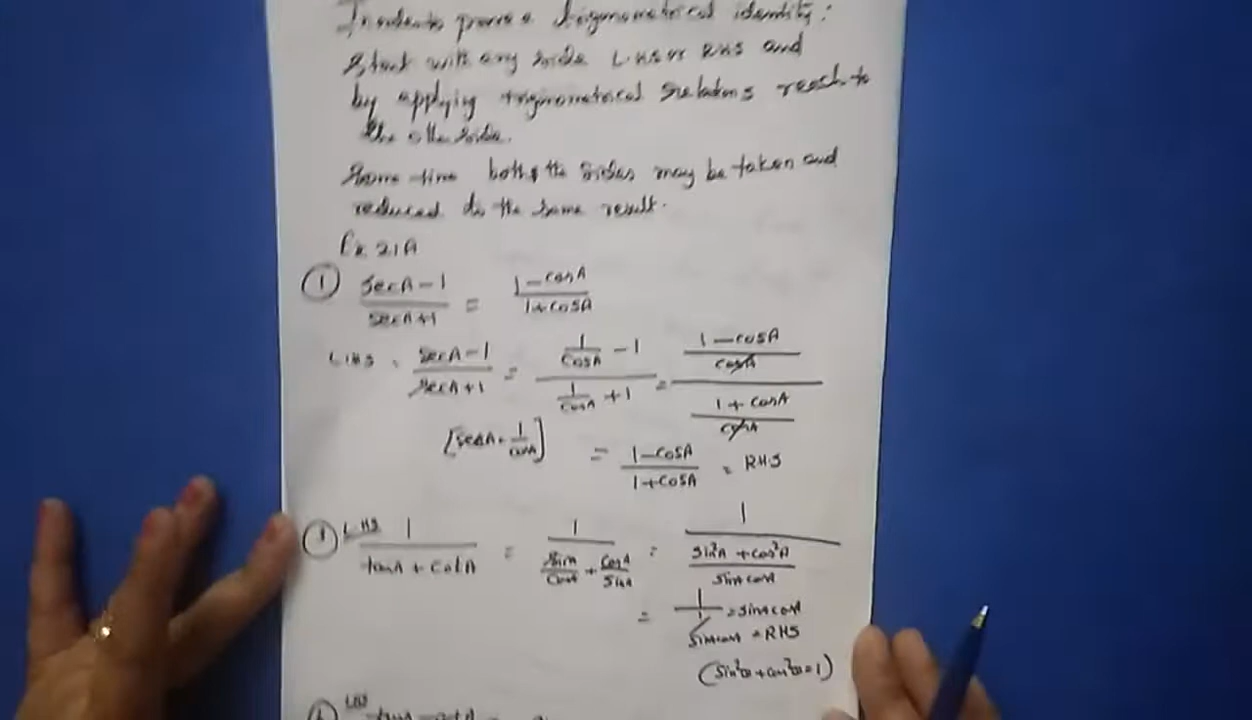 In order to prove a trigonometrical identity:
Start with any side LHS or RHS and
by applying trigonometrical relations reach to
the other side.
Some time both the sides may be taken and
reduced to the same result.
Ex. 21A
① (secA-1)/(secA+1) = (1-cosA)/(1+cosA)
LHS = (secA-1)/(secA+1) = (1/cosA - 1)/(1/cosA + 1) = ((1-cosA)/cosA)/((1+cosA)/cosA)
[secA = 1/cosA] = (1-cosA)/(1+cosA) = RHS
LHS 1/(tanA + cotA) = 1/(sinA/cosA + cosA/sinA) = 1/((sin²A + cos²A)/(sinA cosA))
= 1/(1/(sinA cosA)) = sinA cosA
= RHS
(sin²θ + cos²θ = 1)
LHS